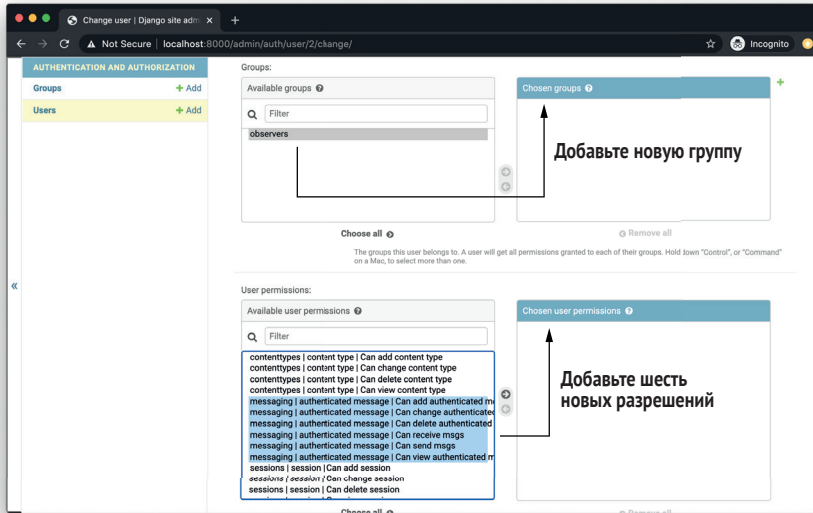 Change user | Django site adm
Not Secure | localhost:8000/admin/auth/user/2/change/
Incognito
AUTHENTICATION AND AUTHORIZATION
Groups + Add
Users + Add
Groups:
Available groups
Filter
observers
Chosen groups
Добавьте новую группу
Choose all
Remove all
The groups this user belongs to. A user will get all permissions granted to each of their groups. Hold down "Control", or "Command"
on a Mac, to select more than one.
User permissions:
Available user permissions
Filter
contenttypes | content type | Can add content type
contenttypes | content type | Can change content type
contenttypes | content type | Can delete content type
contenttypes | content type | Can view content type
messaging | authenticated message | Can add authenticated m
messaging | authenticated message | Can change authenticated
messaging | authenticated message | Can delete authenticated
messaging | authenticated message | Can receive msgs
messaging | authenticated message | Can send msgs
messaging | authenticated message | Can view authenticated m
sessions | session | Can add session
sessions | session | Can change session
sessions | session | Can delete session
Chosen user permissions
Добавьте шесть
новых разрешений
Choose all
Remove all